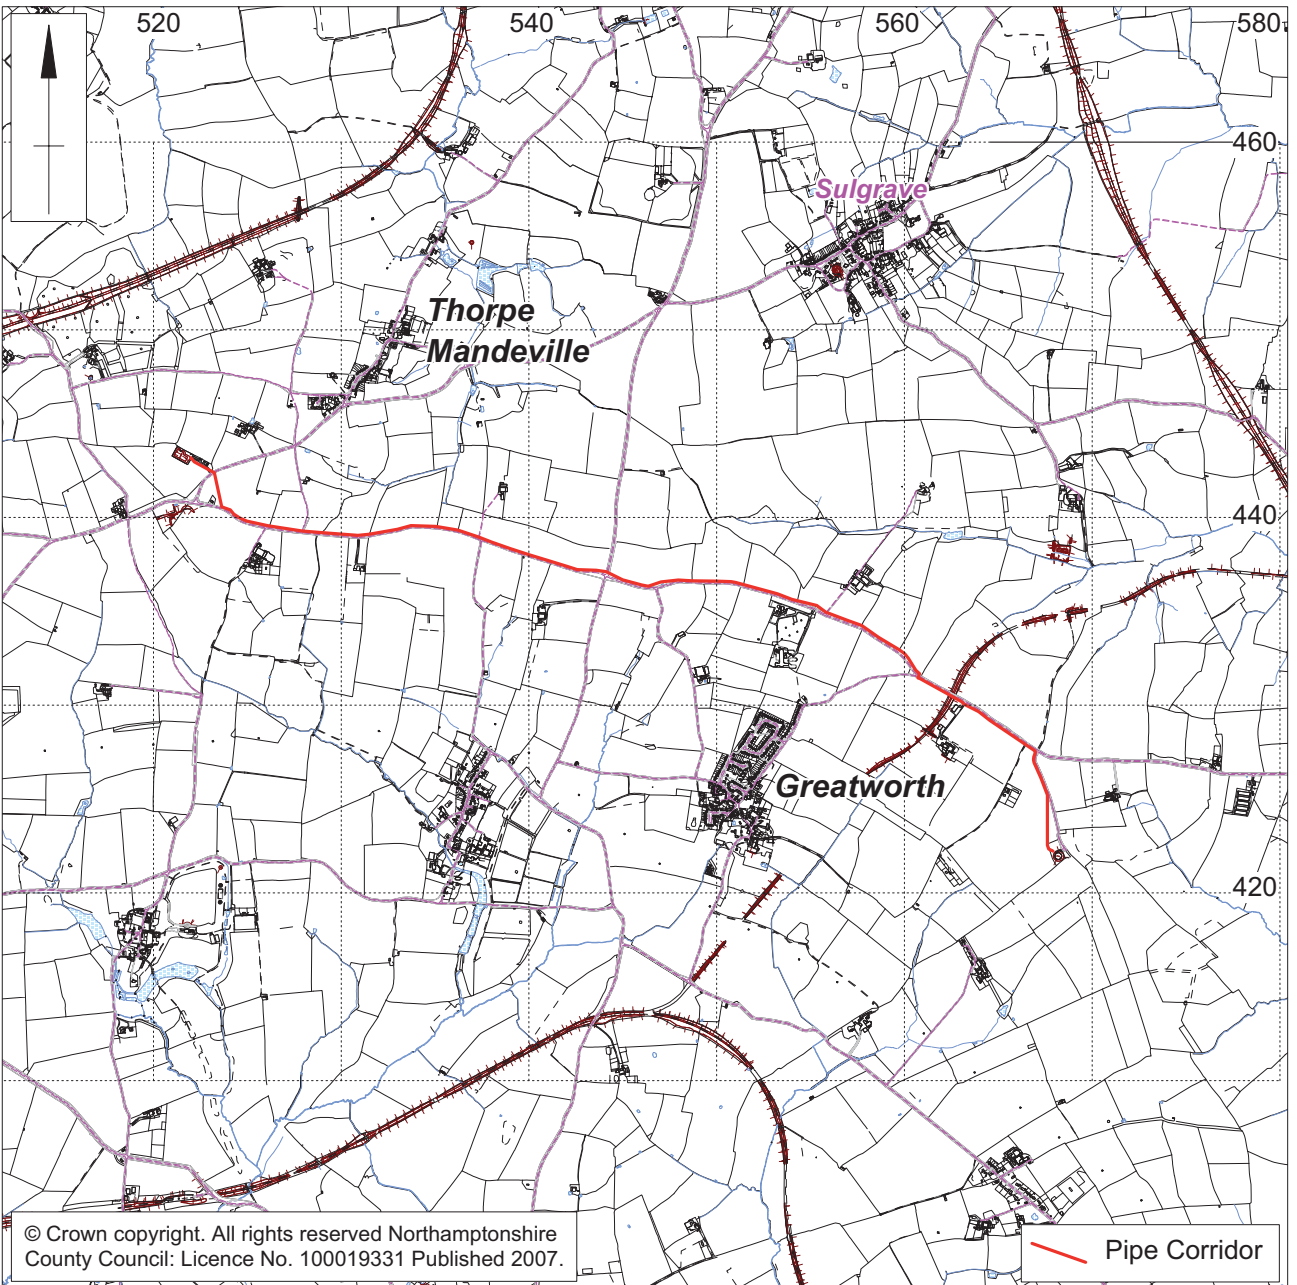 520
540
560
580
460
Sulgrave
Thorpe
Mandeville
440
Greatworth
420
© Crown copyright. All rights reserved Northamptonshire
County Council: Licence No. 100019331 Published 2007.
Pipe Corridor